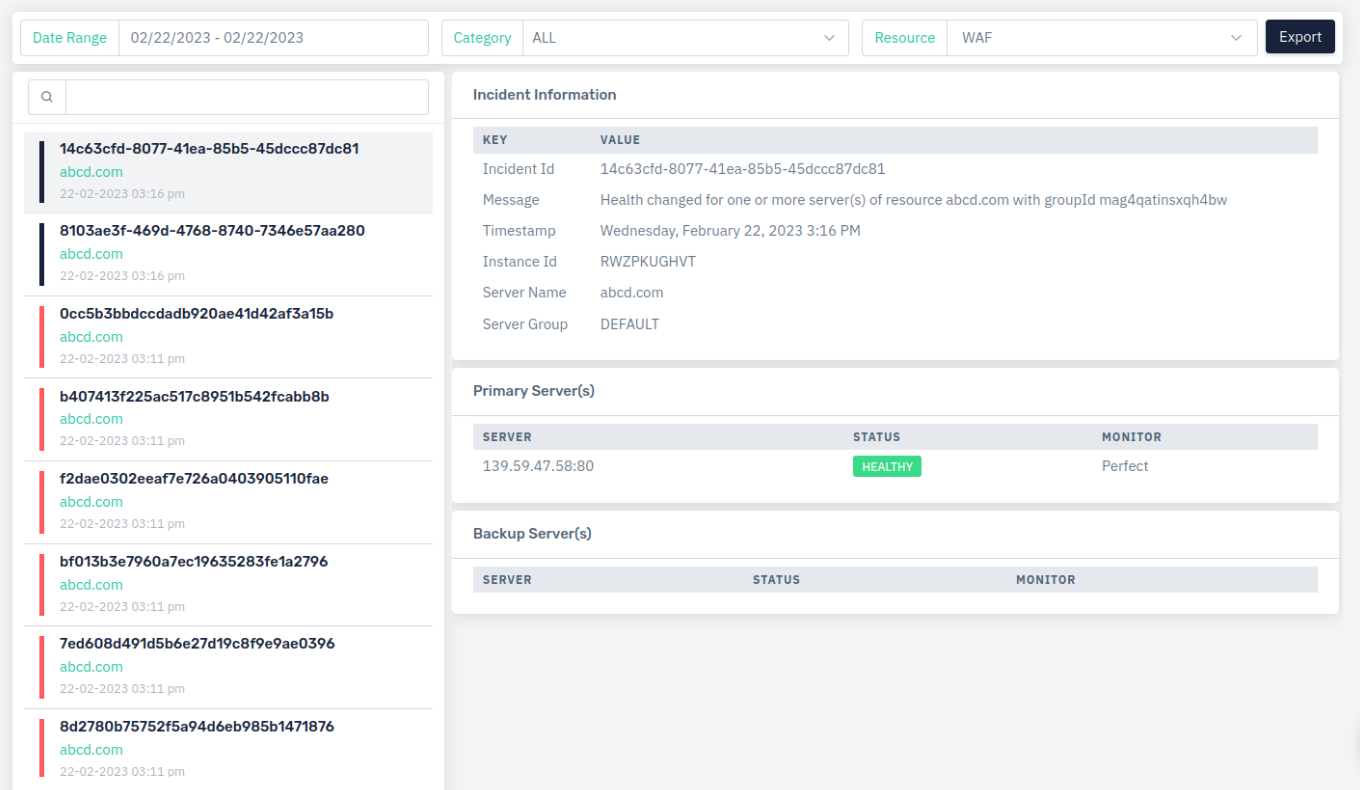 Date Range 02/22/2023 - 02/22/2023 Category ALL Resource WAF Export
14c63cfd-8077-41ea-85b5-45dccc87dc81
abcd.com
22-02-2023 03:16 pm
8103ae3f-469d-4768-8740-7346e57aa280
abcd.com
22-02-2023 03:16 pm
0cc5b3bbdccdadb920ae41d42af3a15b
abcd.com
22-02-2023 03:11 pm
b407413f225ac517c8951b542fcabb8b
abcd.com
22-02-2023 03:11 pm
f2dae0302eeaf7e726a0403905110fae
abcd.com
22-02-2023 03:11 pm
bf013b3e7960a7ec19635283fe1a2796
abcd.com
22-02-2023 03:11 pm
7ed608d491d5b6e27d19c8f9e9ae0396
abcd.com
22-02-2023 03:11 pm
8d2780b75752f5a94d6eb985b1471876
abcd.com
22-02-2023 03:11 pm
Incident Information
KEY VALUE
Incident Id 14c63cfd-8077-41ea-85b5-45dccc87dc81
Message Health changed for one or more server(s) of resource abcd.com with groupId mag4qatinsxqh4bw
Timestamp Wednesday, February 22, 2023 3:16 PM
Instance Id RWZPKUGHVT
Server Name abcd.com
Server Group DEFAULT
Primary Server(s)
SERVER STATUS MONITOR
139.59.47.58:80 HEALTHY Perfect
Backup Server(s)
SERVER STATUS MONITOR